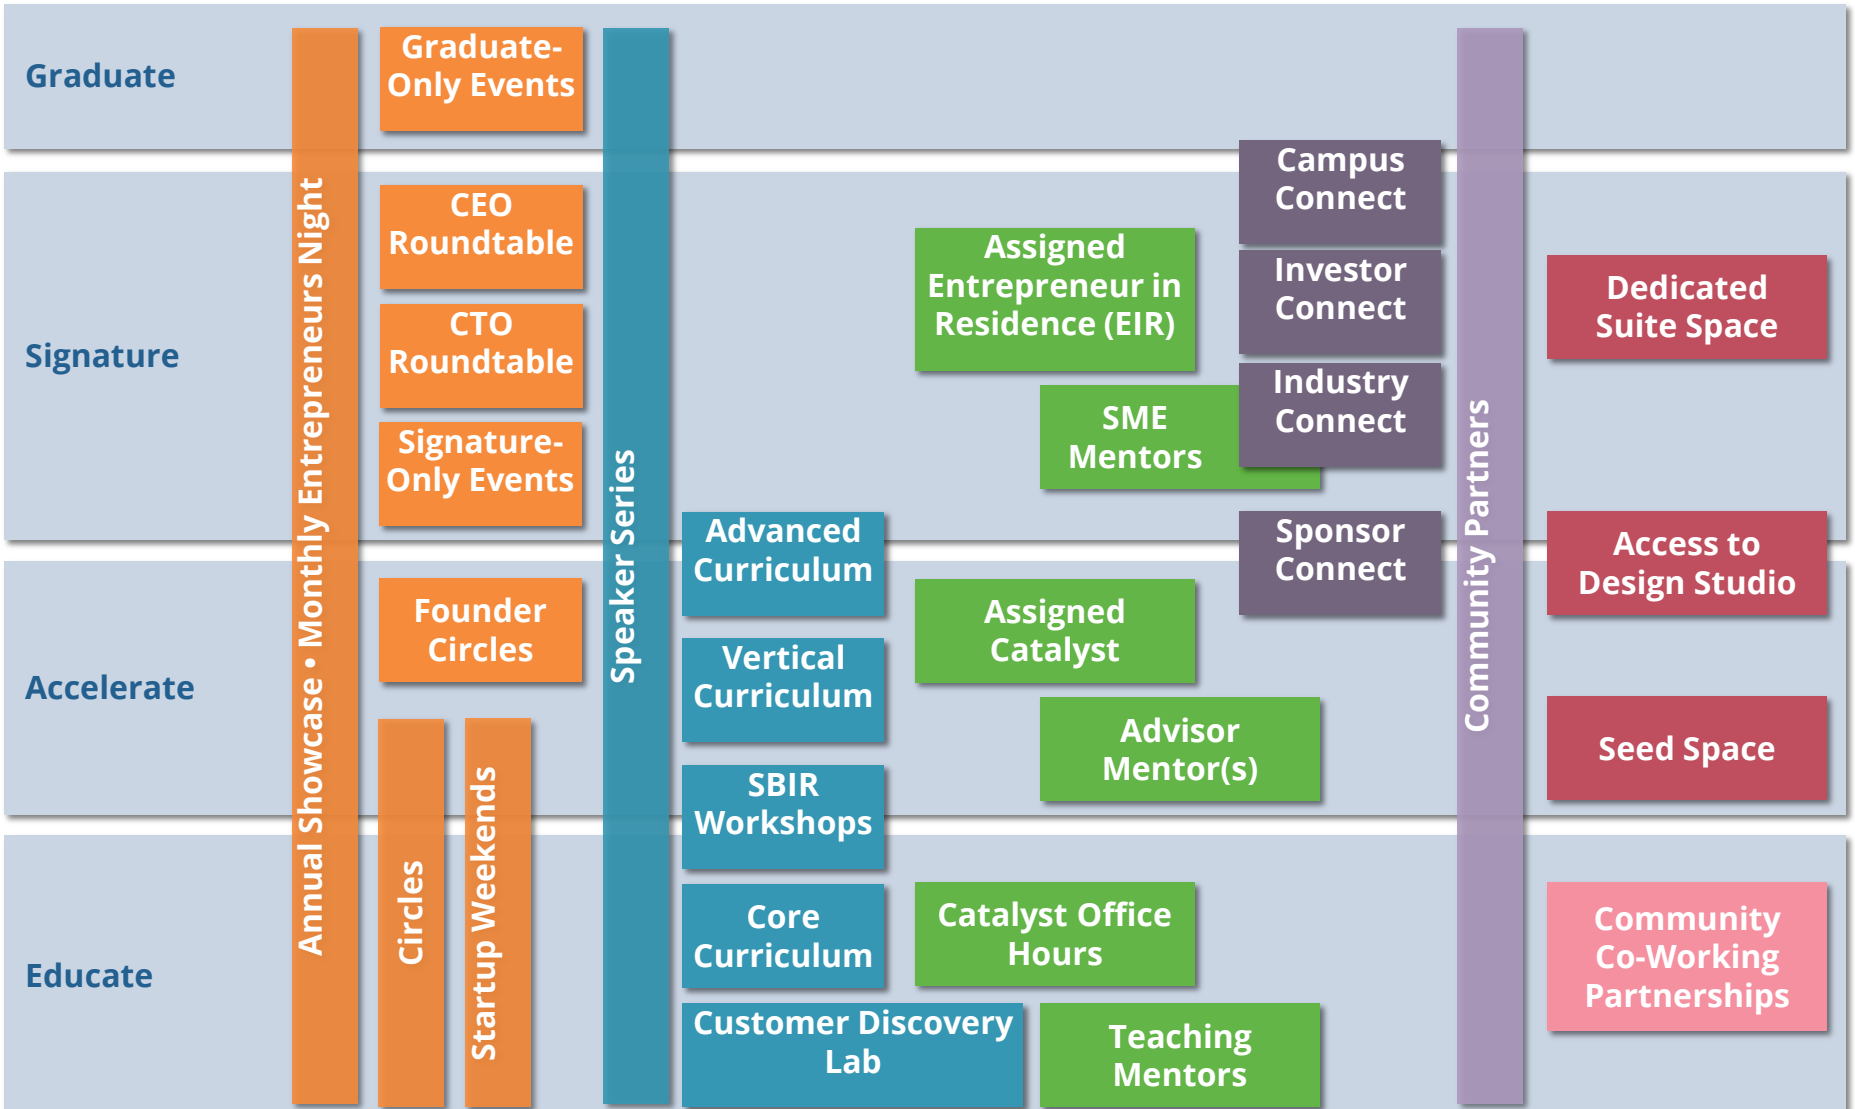 Graduate
Signature
Accelerate
Educate
Annual Showcase • Monthly Entrepreneurs Night
Graduate-
Only Events
CEO
Roundtable
CTO
Roundtable
Signature-
Only Events
Founder
Circles
Circles
Startup Weekends
Speaker Series
Advanced
Curriculum
Vertical
Curriculum
SBIR
Workshops
Core
Curriculum
Customer Discovery
Lab
Assigned
Entrepreneur in
Residence (EIR)
SME
Mentors
Assigned
Catalyst
Advisor
Mentor(s)
Catalyst Office
Hours
Teaching
Mentors
Campus
Connect
Investor
Connect
Industry
Connect
Sponsor
Connect
Community Partners
Dedicated
Suite Space
Access to
Design Studio
Seed Space
Community
Co-Working
Partnerships